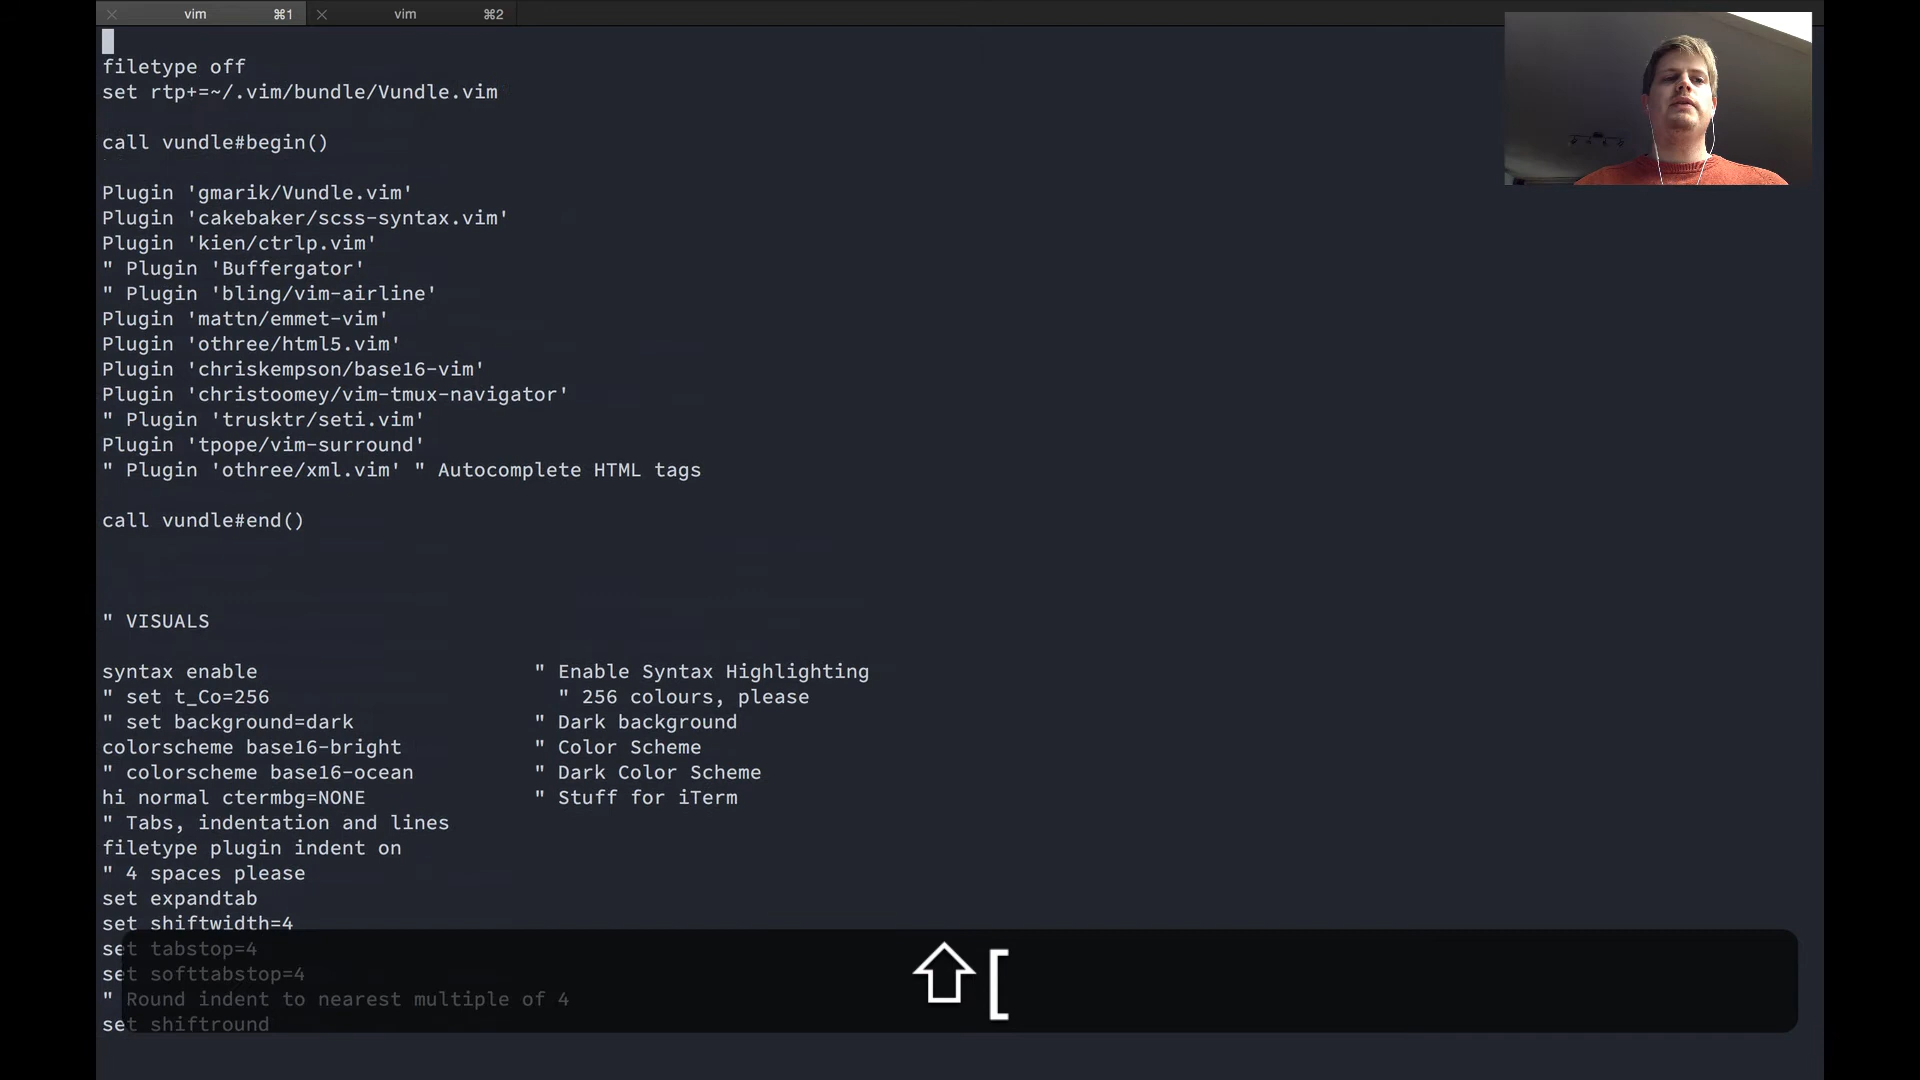 vim ⌘1 vim ⌘2
filetype off
set rtp+=~/.vim/bundle/Vundle.vim
call vundle#begin()
Plugin 'gmarik/Vundle.vim'
Plugin 'cakebaker/scss-syntax.vim'
Plugin 'kien/ctrlp.vim'
" Plugin 'Buffergator'
" Plugin 'bling/vim-airline'
Plugin 'mattn/emmet-vim'
Plugin 'othree/html5.vim'
Plugin 'chriskempson/base16-vim'
Plugin 'christoomey/vim-tmux-navigator'
" Plugin 'trusktr/seti.vim'
Plugin 'tpope/vim-surround'
" Plugin 'othree/xml.vim' " Autocomplete HTML tags
call vundle#end()
" VISUALS
syntax enable " Enable Syntax Highlighting
" set t_Co=256 " 256 colours, please
" set background=dark " Dark background
colorscheme base16-bright " Color Scheme
" colorscheme base16-ocean " Dark Color Scheme
hi normal ctermbg=NONE " Stuff for iTerm
" Tabs, indentation and lines
filetype plugin indent on
" 4 spaces please
set expandtab
set shiftwidth=4
set tabstop=4
set softtabstop=4
" Round indent to nearest multiple of 4
set shiftround
⇧[